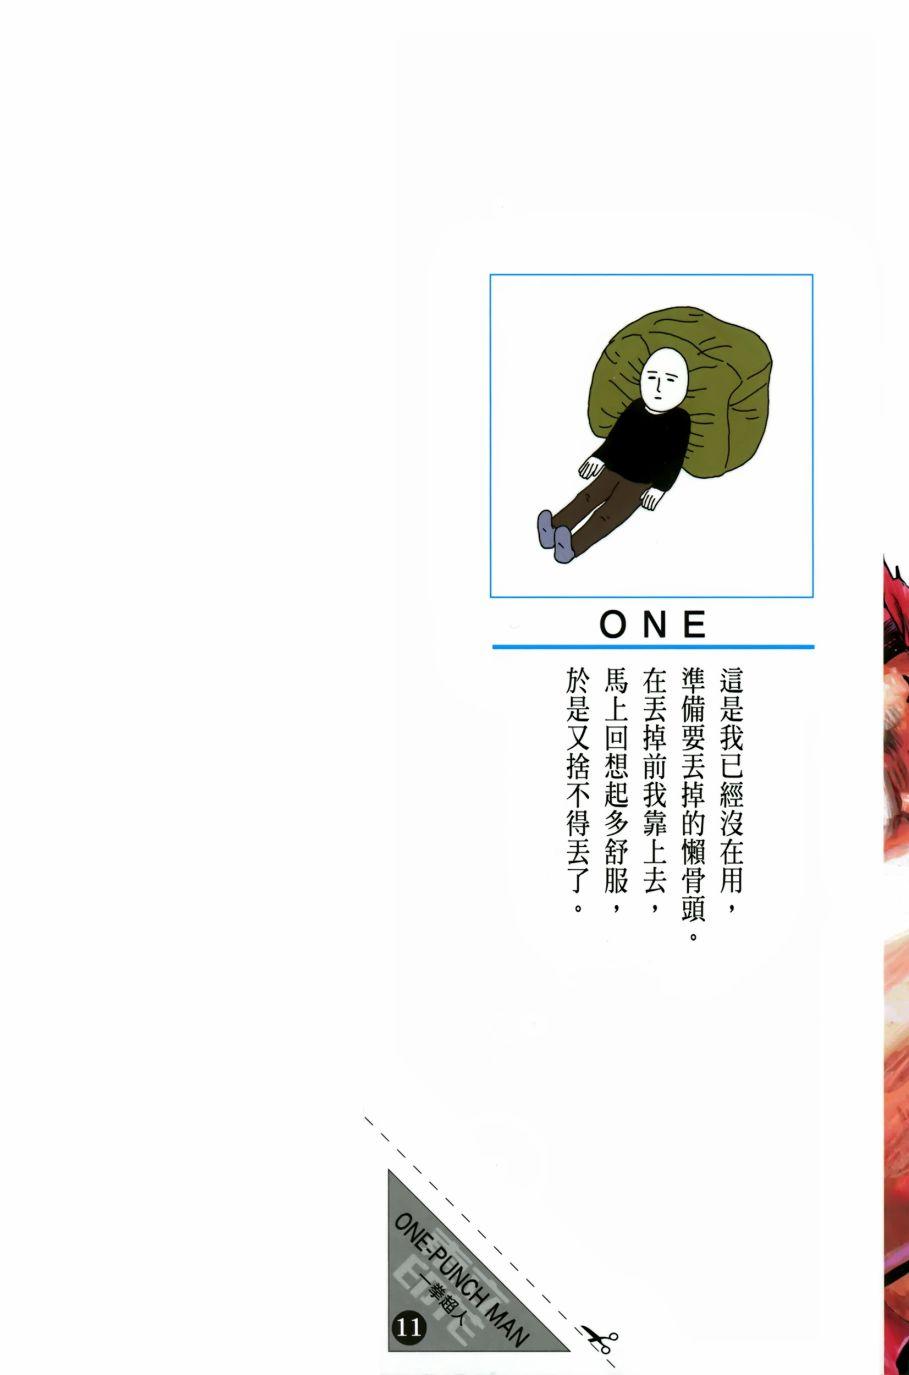 ONE
這是我已經沒在用，
準備要丟掉的懶骨頭。
在丟掉前我靠上去，
馬上回想起多舒服，
於是又捨不得丟了。
ONE-PUNCH MAN
一拳超人
11